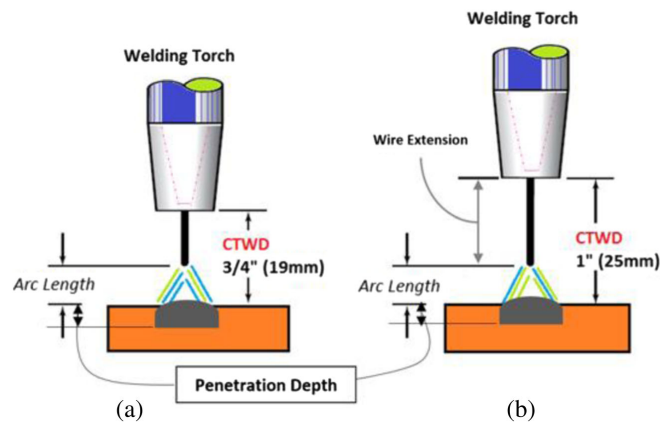 Welding Torch
CTWD
3/4" (19mm)
Arc Length
(a)
Welding Torch
Wire Extension
CTWD
1" (25mm)
Arc Length
Penetration Depth
(b)